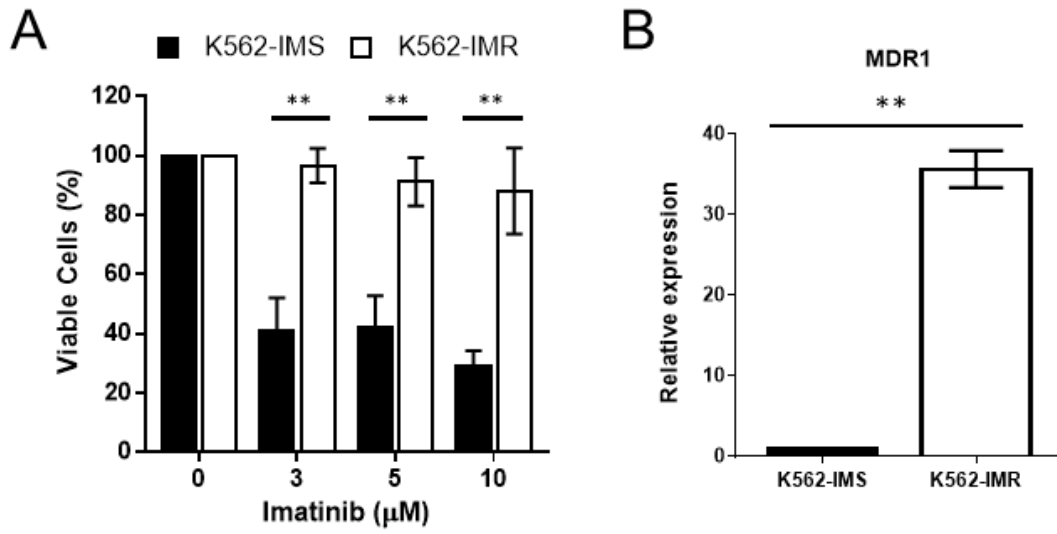 A
K562-IMS K562-IMR
120
100
80
60
40
20
0
Viable Cells (%)
** ** **
0 3 5 10
Imatinib (μM)
B
MDR1
**
40
30
20
10
0
Relative expression
K562-IMS K562-IMR